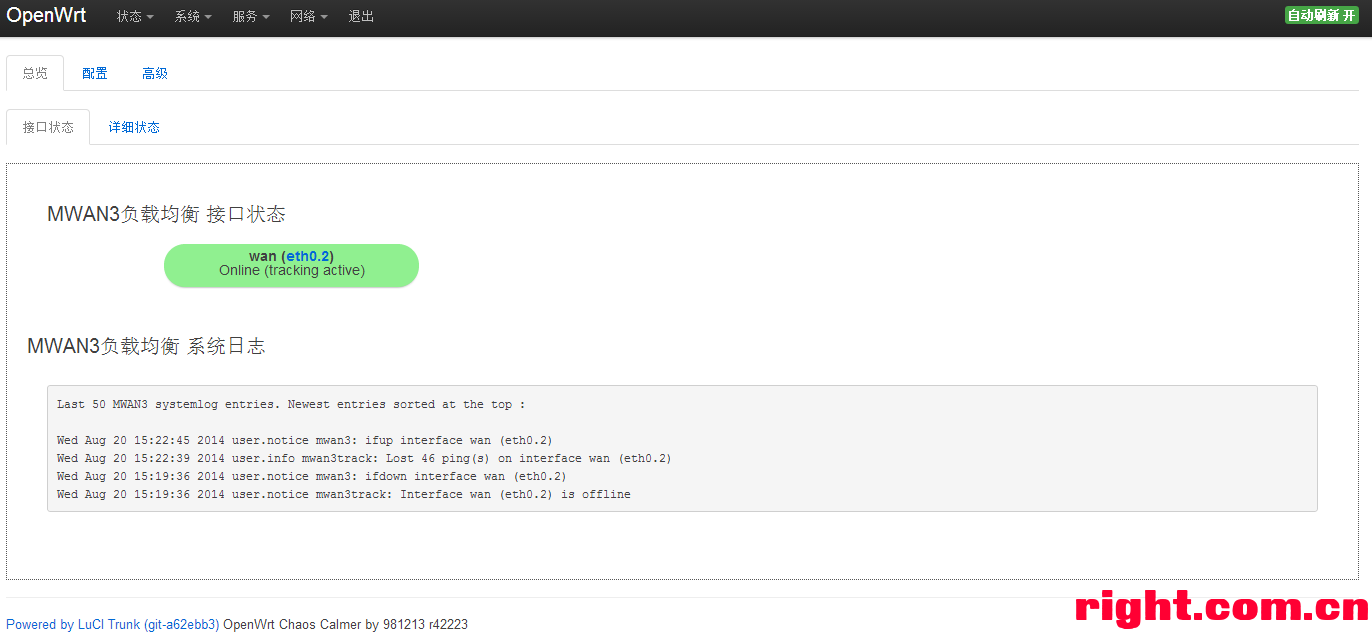 OpenWrt 状态 系统 服务 网络 退出 自动刷新 开
总览 配置 高级
接口状态 详细状态
MWAN3负载均衡 接口状态
wan (eth0.2)
Online (tracking active)
MWAN3负载均衡 系统日志
Last 50 MWAN3 systemlog entries. Newest entries sorted at the top :
Wed Aug 20 15:22:45 2014 user.notice mwan3: ifup interface wan (eth0.2)
Wed Aug 20 15:22:39 2014 user.info mwan3track: Lost 46 ping(s) on interface wan (eth0.2)
Wed Aug 20 15:19:36 2014 user.notice mwan3: ifdown interface wan (eth0.2)
Wed Aug 20 15:19:36 2014 user.notice mwan3track: Interface wan (eth0.2) is offline
right.com.cn
Powered by LuCI Trunk (git-a62ebb3) OpenWrt Chaos Calmer by 981213 r42223